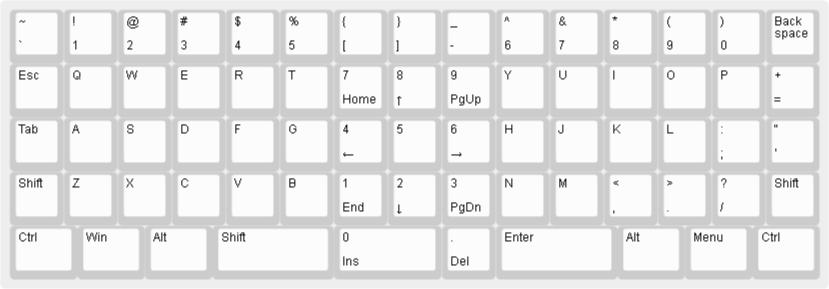 ~ ! @ # $ % { } _ ^ & * ( ) Back
space
` 1 2 3 4 5 [ ] - 6 7 8 9 0
Esc Q W E R T 7 8 9 Y U I O P +
Home ↑ PgUp =
Tab A S D F G 4 5 6 H J K L : "
← → ; '
Shift Z X C V B 1 2 3 N M < > ? Shift
End ↓ PgDn , . /
Ctrl Win Alt Shift 0 . Enter Alt Menu Ctrl
Ins Del